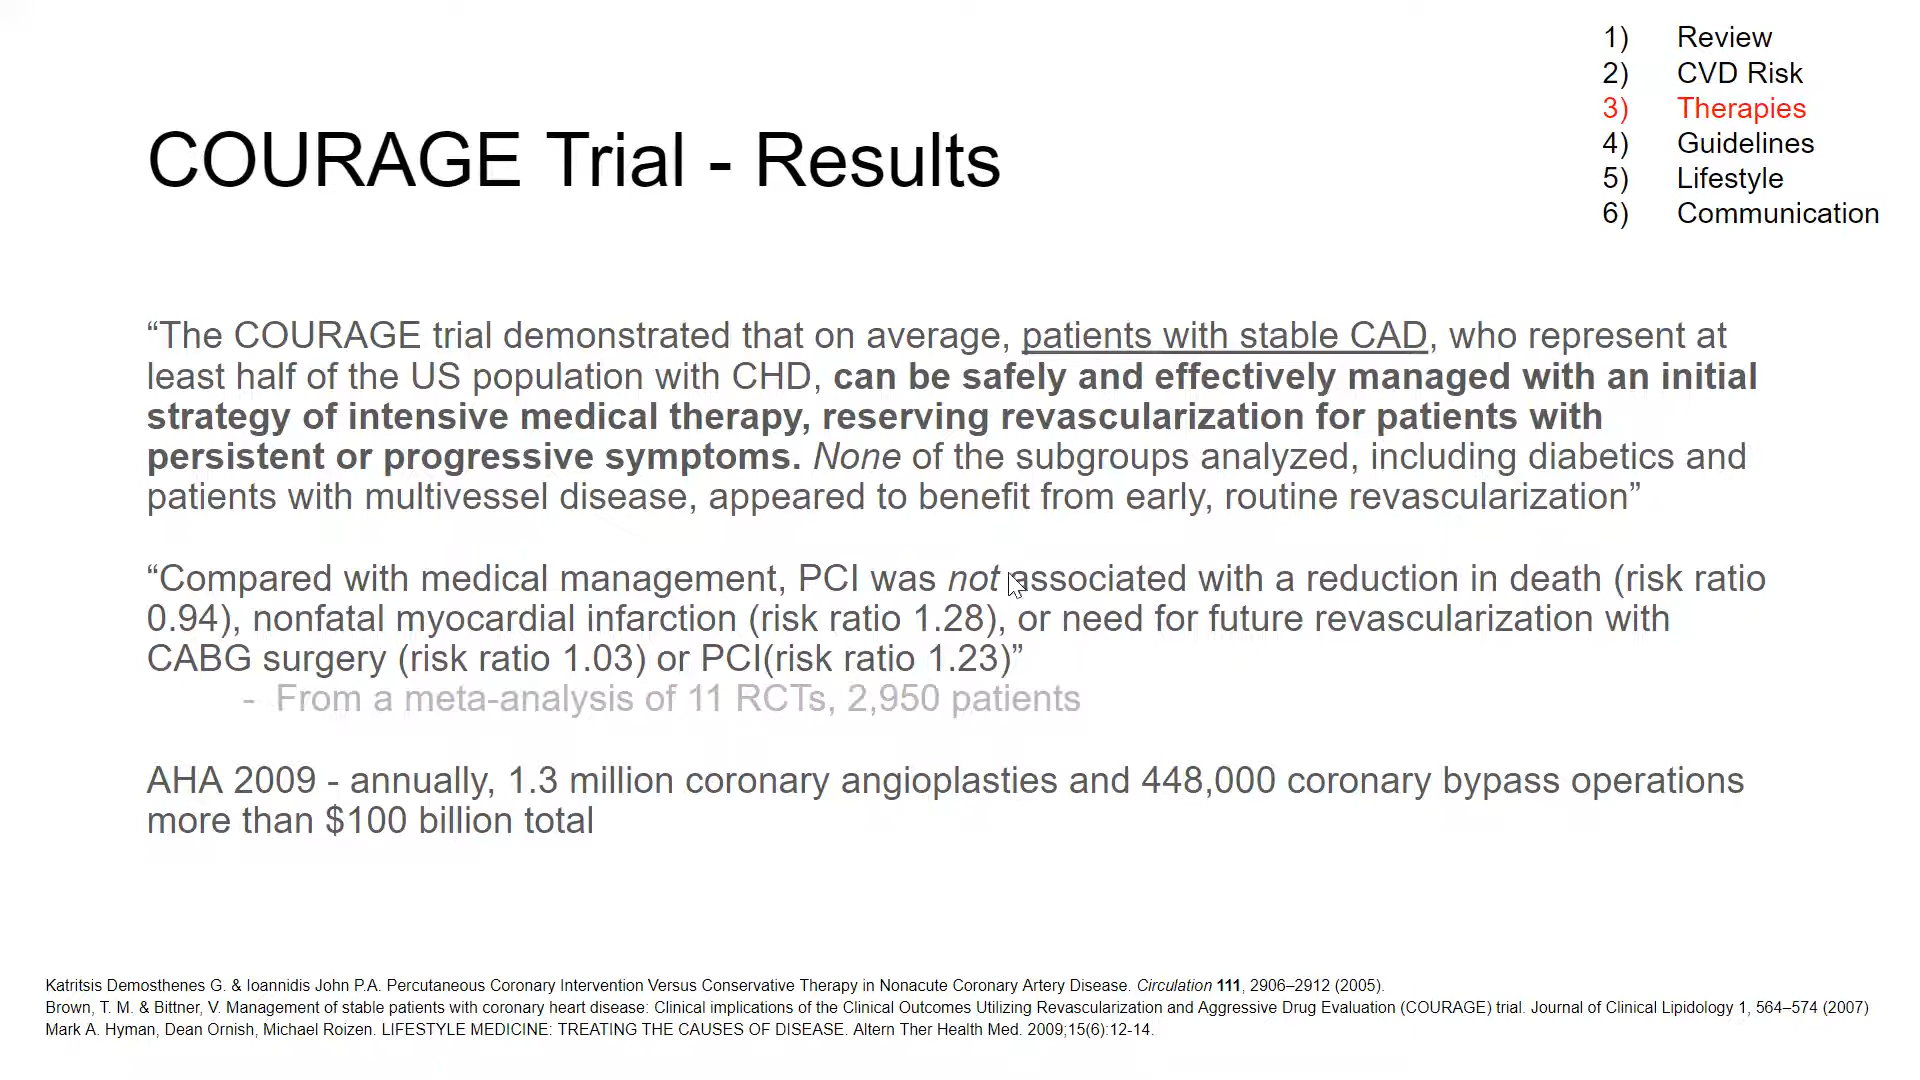 1) Review
2) CVD Risk
3) Therapies
4) Guidelines
5) Lifestyle
6) Communication
COURAGE Trial - Results
“The COURAGE trial demonstrated that on average, patients with stable CAD, who represent at
least half of the US population with CHD, can be safely and effectively managed with an initial
strategy of intensive medical therapy, reserving revascularization for patients with
persistent or progressive symptoms. None of the subgroups analyzed, including diabetics and
patients with multivessel disease, appeared to benefit from early, routine revascularization”
“Compared with medical management, PCI was not associated with a reduction in death (risk ratio
0.94), nonfatal myocardial infarction (risk ratio 1.28), or need for future revascularization with
CABG surgery (risk ratio 1.03) or PCI(risk ratio 1.23)”
- From a meta-analysis of 11 RCTs, 2,950 patients
AHA 2009 - annually, 1.3 million coronary angioplasties and 448,000 coronary bypass operations
more than $100 billion total
Katritsis Demosthenes G. & Ioannidis John P.A. Percutaneous Coronary Intervention Versus Conservative Therapy in Nonacute Coronary Artery Disease. Circulation 111, 2906–2912 (2005).
Brown, T. M. & Bittner, V. Management of stable patients with coronary heart disease: Clinical implications of the Clinical Outcomes Utilizing Revascularization and Aggressive Drug Evaluation (COURAGE) trial. Journal of Clinical Lipidology 1, 564–574 (2007)
Mark A. Hyman, Dean Ornish, Michael Roizen. LIFESTYLE MEDICINE: TREATING THE CAUSES OF DISEASE. Altern Ther Health Med. 2009;15(6):12-14.